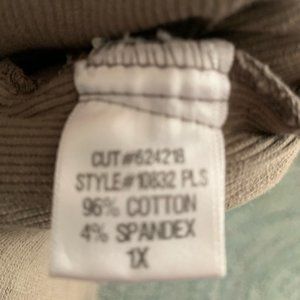 CUT#624218
STYLE#10832 PLS
96% COTTON
4% SPANDEX
1X